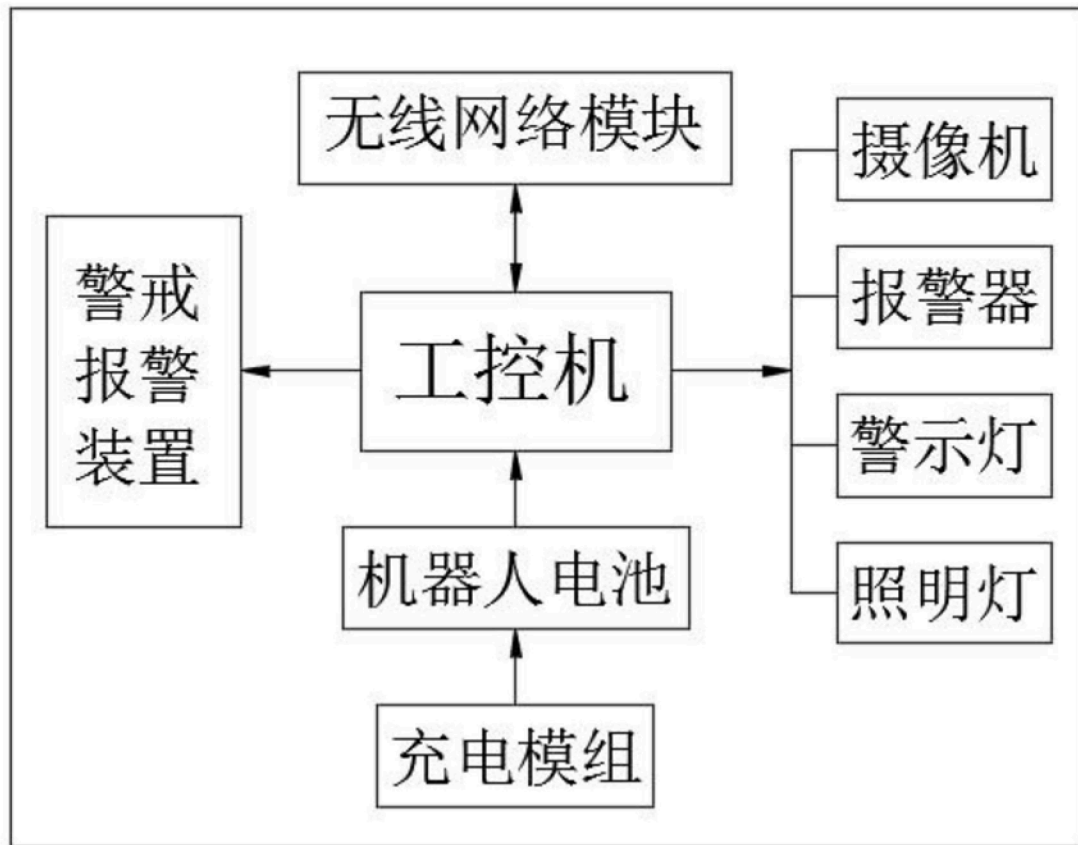 无线网络模块
摄像机
警戒
报警
装置
报警器
工控机
警示灯
机器人电池
照明灯
充电模组